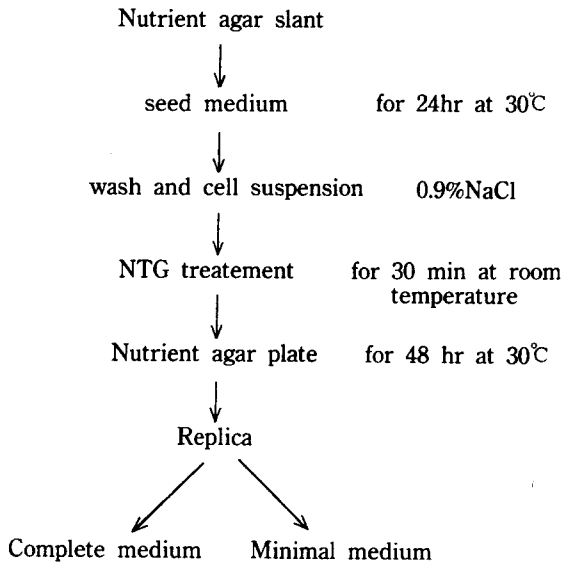 Nutrient agar slant
seed medium for 24hr at 30℃
wash and cell suspension 0.9%NaCl
NTG treatement for 30 min at room
temperature
Nutrient agar plate for 48 hr at 30℃
Replica
Complete medium Minimal medium